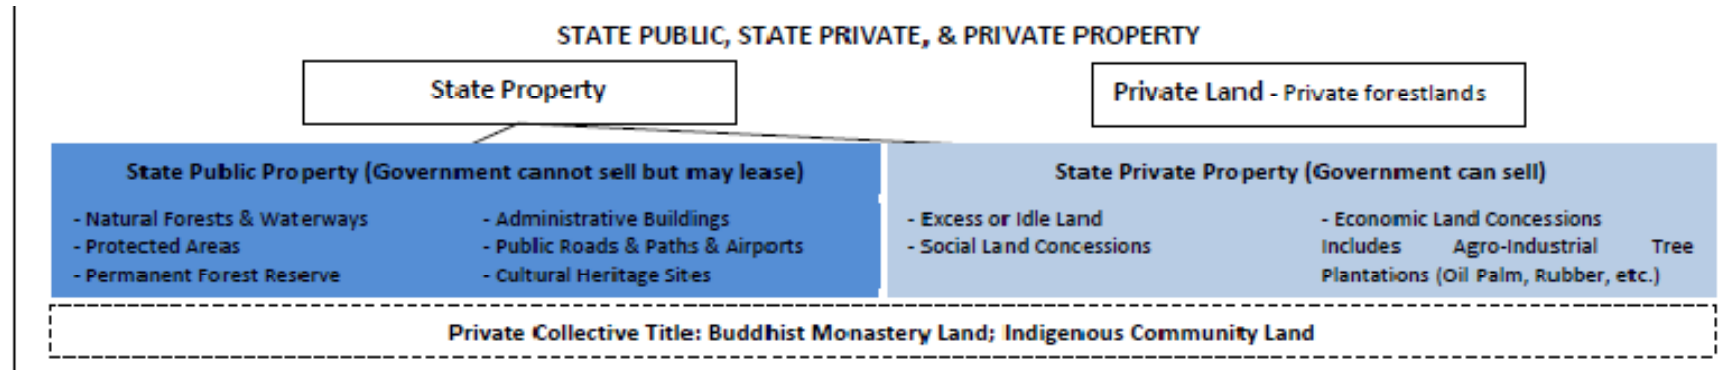 STATE PUBLIC, STATE PRIVATE, & PRIVATE PROPERTY
State Property
Private Land - Private forestlands
State Public Property (Government cannot sell but may lease)
- Natural Forests & Waterways
- Protected Areas
- Permanent Forest Reserve
- Administrative Buildings
- Public Roads & Paths & Airports
- Cultural Heritage Sites
State Private Property (Government can sell)
- Excess or Idle Land
- Social Land Concessions
- Economic Land Concessions
Includes Agro-Industrial Tree
Plantations (Oil Palm, Rubber, etc.)
Private Collective Title: Buddhist Monastery Land; Indigenous Community Land